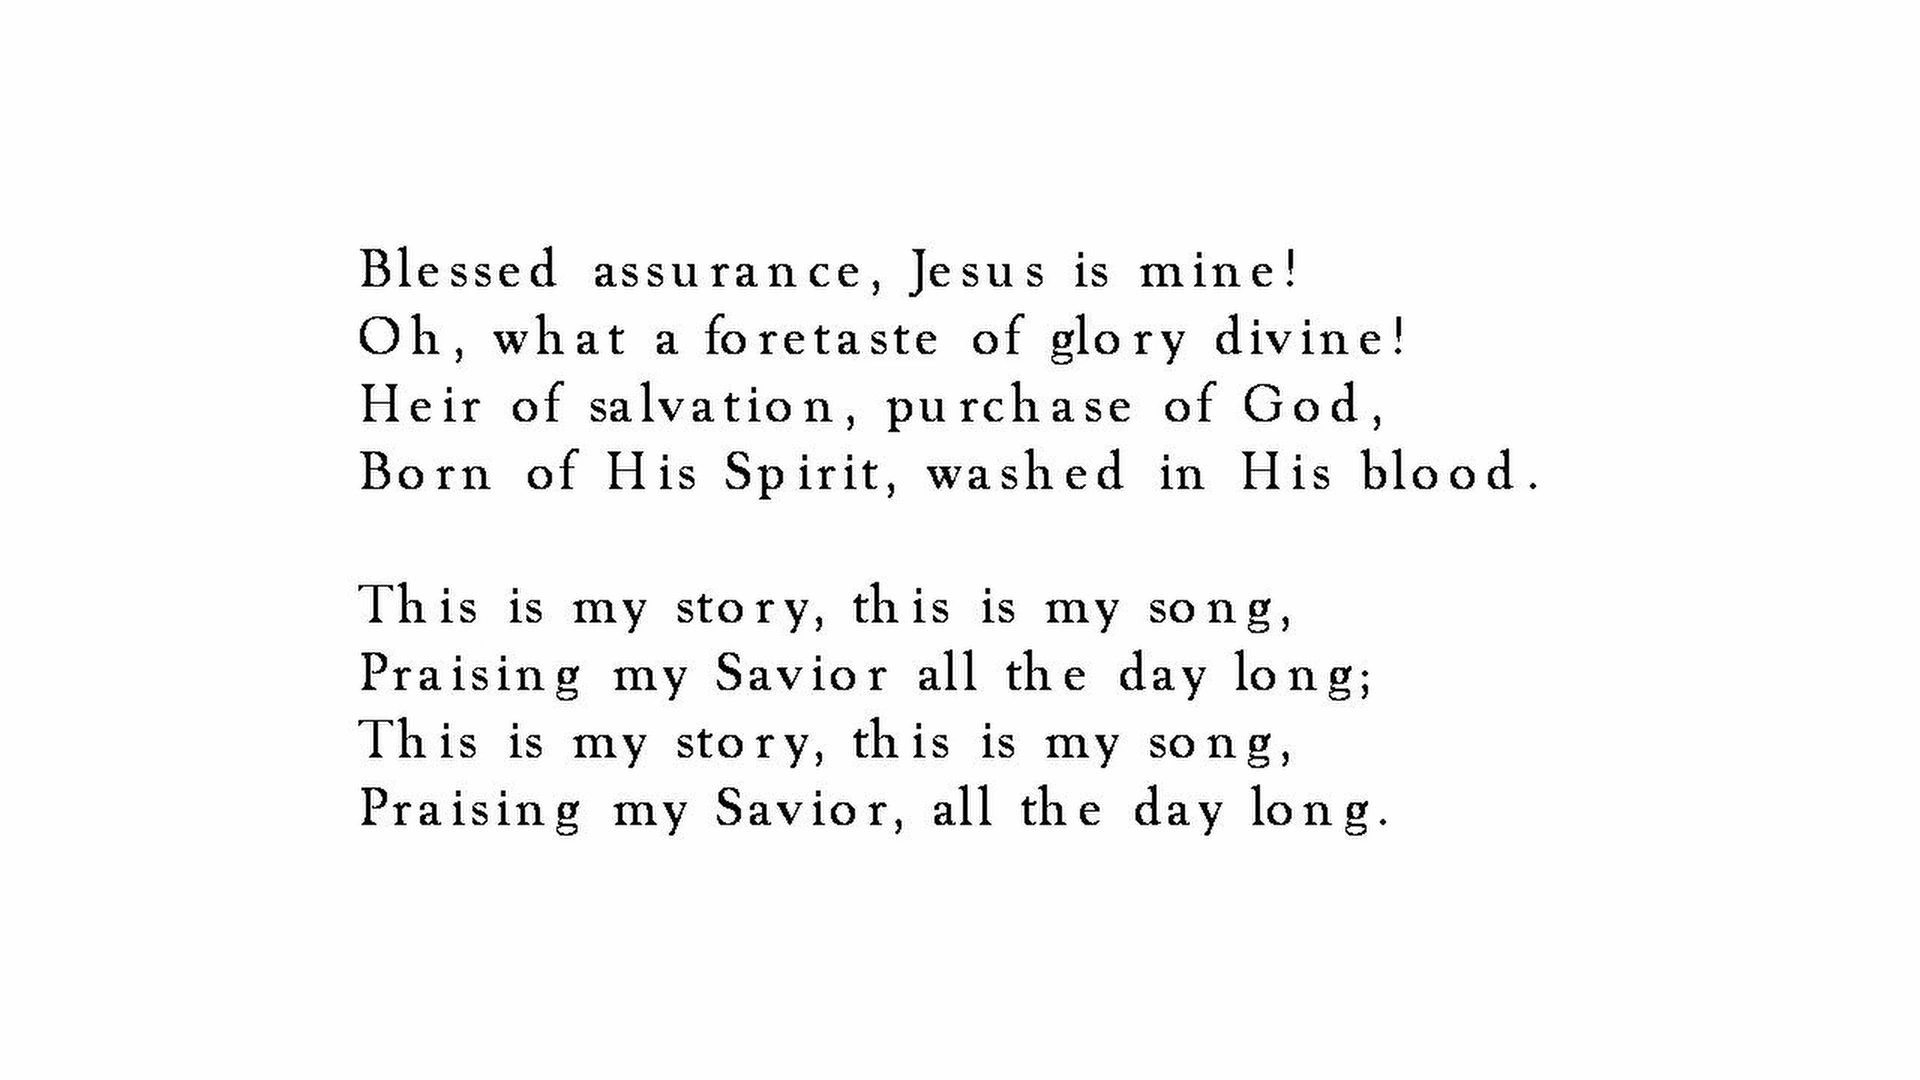 Blessed assurance, Jesus is mine!
Oh, what a foretaste of glory divine!
Heir of salvation, purchase of God,
Born of His Spirit, washed in His blood.

This is my story, this is my song,
Praising my Savior all the day long;
This is my story, this is my song,
Praising my Savior, all the day long.